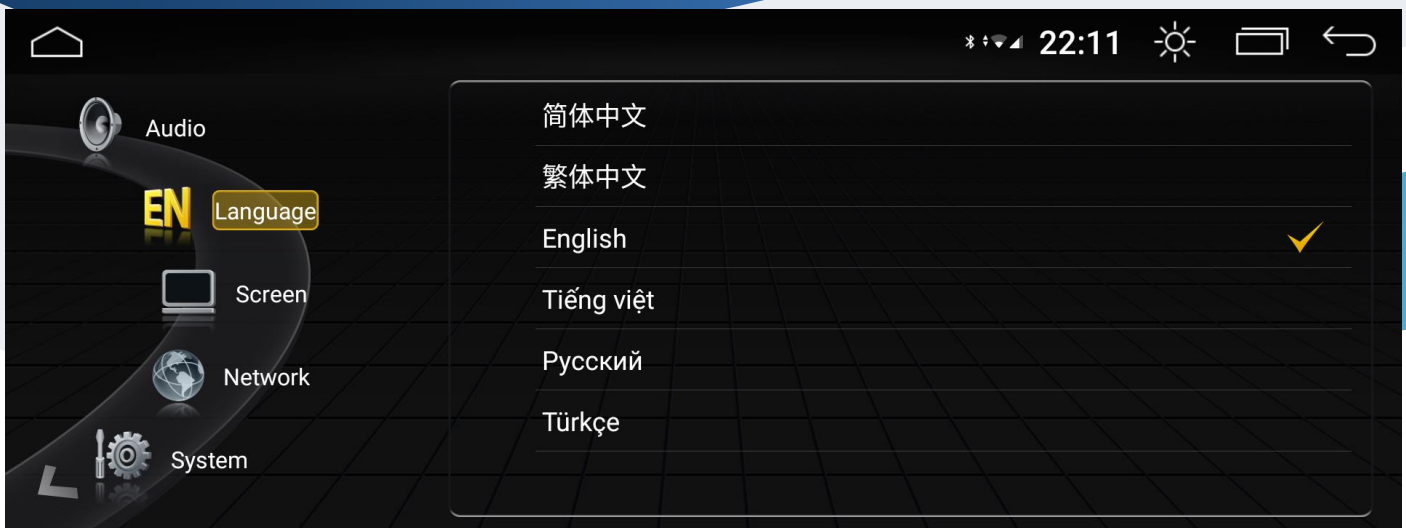 22:11
Audio
EN Language
Screen
Network
System
简体中文
繁体中文
English
Tiếng việt
Русский
Türkçe